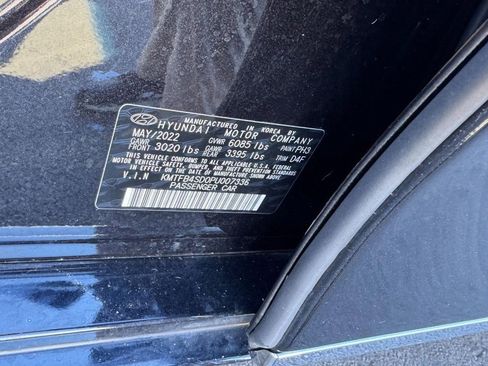 MANUFACTURED IN KOREA BY
HYUNDAI MOTOR COMPANY
MAY/2022 GVWR 6085 lbs PAINT PH3
GAWR FRONT 3020 lbs GAWR REAR 3395 lbs TRIM D4F
THIS VEHICLE CONFORMS TO ALL APPLICABLE FEDERAL
MOTOR VEHICLE SAFETY, BUMPER, AND THEFT PREVENTION STANDARDS
IN EFFECT ON THE DATE OF MANUFACTURE SHOWN ABOVE.
V.I.N KMTFB4SD0PU007336
PASSENGER CAR